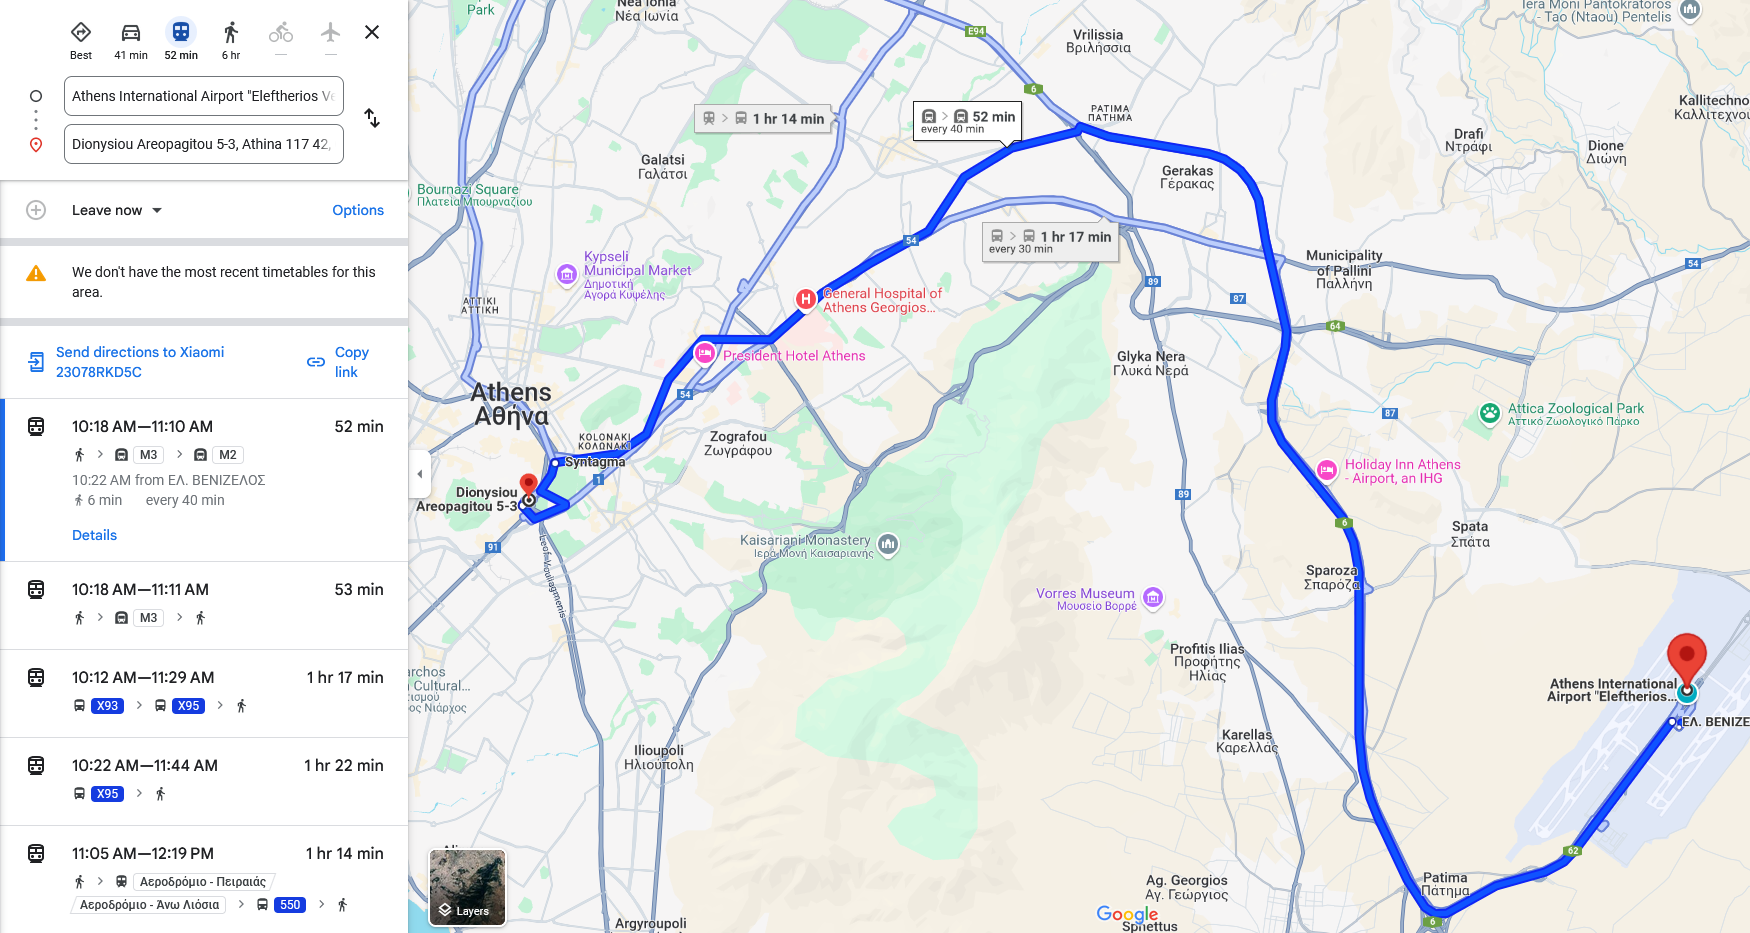 Best
41 min
52 min
6 hr
—
—
Athens International Airport "Eleftherios Ve
Dionysiou Areopagitou 5-3, Athina 117 42,
Leave now
Options
We don't have the most recent timetables for this
area.
Send directions to Xiaomi
23078RKD5C
Copy
link
10:18 AM—11:10 AM
52 min
M3
M2
10:22 AM from ΕΛ. ΒΕΝΙΖΕΛΟΣ
6 min
every 40 min
Details
10:18 AM—11:11 AM
53 min
M3
10:12 AM—11:29 AM
1 hr 17 min
X93
X95
10:22 AM—11:44 AM
1 hr 22 min
X95
11:05 AM—12:19 PM
1 hr 14 min
Αεροδρόμιο - Πειραιάς
Αεροδρόμιο - Άνω Λιόσια
550
Park
Nea Ionia
Νέα Ιωνία
E94
Vrilissia
Βριλήσσια
Iera Moni Pantokratoros
- Tao (Ntaou) Pentelis
6
PATIMA
ΠΑΤΗΜΑ
Kallitechno
Καλλιτεχνου
1 hr 14 min
52 min
every 40 min
Drafi
Ντράφι
Dione
Διώνη
Galatsi
Γαλάτσι
Gerakas
Γέρακας
Bournazi Square
Πλατεία Μπουρναζίου
54
1 hr 17 min
every 30 min
Kypseli
Municipal Market
Δημοτική
Αγορά Κυψέλης
Municipality
of Pallini
Παλλήνη
54
89
87
ΑΤΤΙΚΙ
ΑΤΤΙΚΗ
General Hospital of
Athens Georgios...
64
President Hotel Athens
Glyka Nera
Γλυκά Νερά
Athens
Αθήνα
54
87
Attica Zoological Park
Αττικό Ζωολογικό Πάρκο
KOLONAKI
ΚΟΛΩΝΑΚΙ
Zografou
Ζωγράφου
Syntagma
1
Holiday Inn Athens
- Airport, an IHG
Dionysiou
Areopagitou 5-3
89
6
Spata
Σπάτα
91
Leof. Vouliagmenis
Kaisariani Monastery
Ιερά Μονή Καισαριανής
Sparoza
Σπαρόζα
Vorres Museum
Μουσείο Βορρέ
Profitis Ilias
Προφήτης
Ηλίας
archos
Cultural...
ισμού
ος Νιάρχος
Athens International
Airport "Eleftherios...
ΕΛ. ΒΕΝΙΖΕ
Karellas
Καρελλάς
Ilioupoli
Ηλιούπολη
62
Patima
Πάτημα
Ag. Georgios
Αγ. Γεώργιος
Layers
Google
6
Argyroupoli
Sphettus